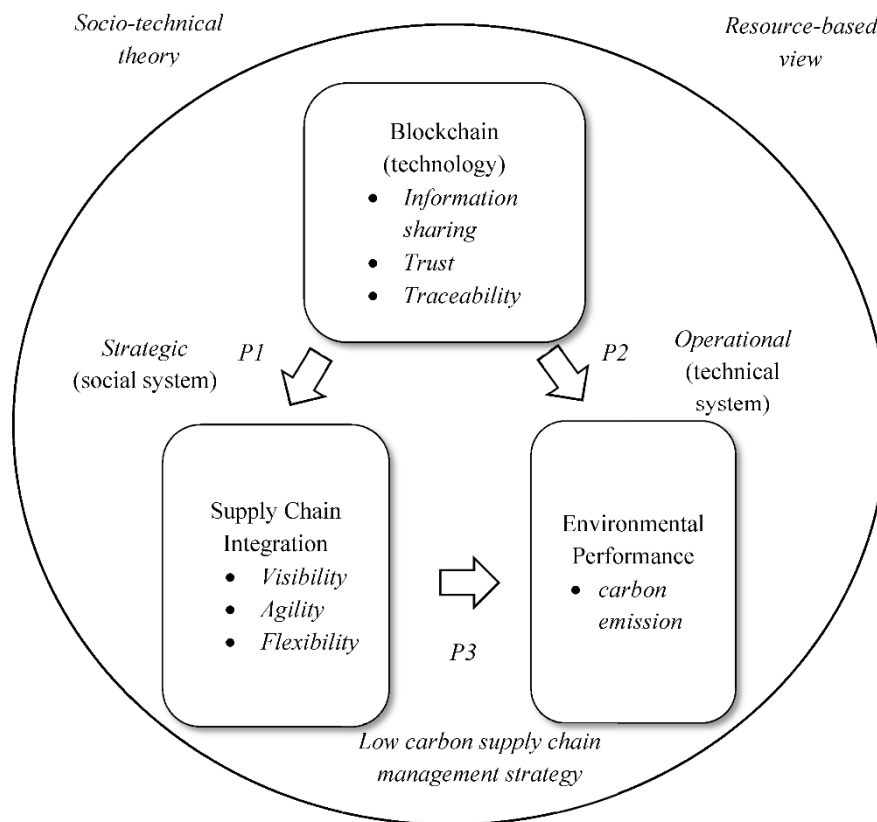 Socio-technical
theory
Resource-based
view
Blockchain
(technology)
• Information
sharing
• Trust
• Traceability
Strategic
(social system)
P1
P2
Operational
(technical
system)
Supply Chain
Integration
• Visibility
• Agility
• Flexibility
Environmental
Performance
• carbon
emission
P3
Low carbon supply chain
management strategy